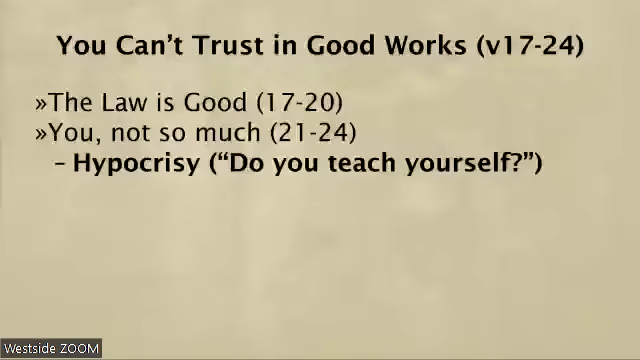 You Can't Trust in Good Works (v17-24)
»The Law is Good (17-20)
»You, not so much (21-24)
– Hypocrisy (“Do you teach yourself?”)
Westside ZOOM